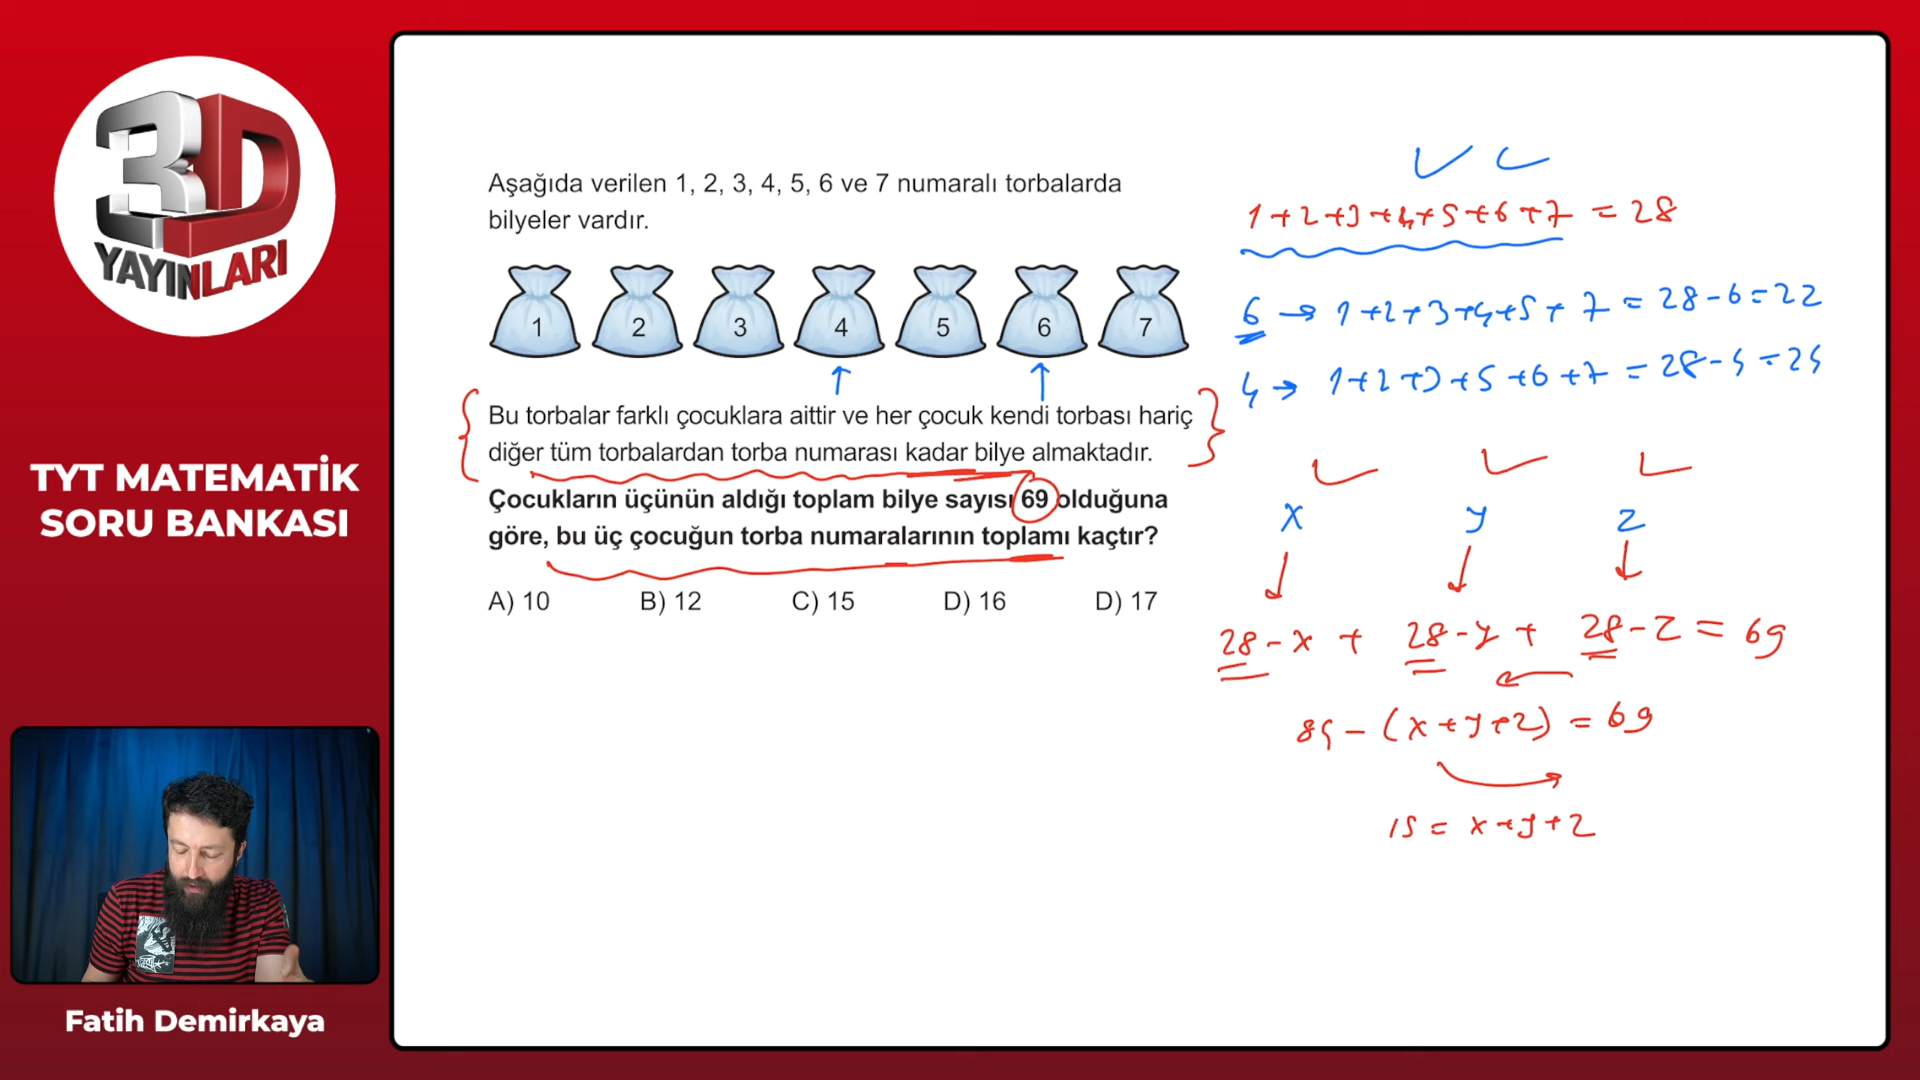 3D
YAYINLARI
TYT MATEMATİK
SORU BANKASI
Fatih Demirkaya
Aşağıda verilen 1, 2, 3, 4, 5, 6 ve 7 numaralı torbalarda
bilyeler vardır.
1 2 3 4 5 6 7
Bu torbalar farklı çocuklara aittir ve her çocuk kendi torbası hariç
diğer tüm torbalardan torba numarası kadar bilye almaktadır.
Çocukların üçünün aldığı toplam bilye sayısı 69 olduğuna
göre, bu üç çocuğun torba numaralarının toplamı kaçtır?
A) 10 B) 12 C) 15 D) 16 D) 17
1+2+3+4+5+6+7 = 28
6 → 1+2+3+4+5+7 = 28-6=22
4 → 1+2+3+5+6+7 = 28-4=24
x y z
28-x + 28-y + 28-z = 69
84-(x+y+z) = 69
15 = x+y+z